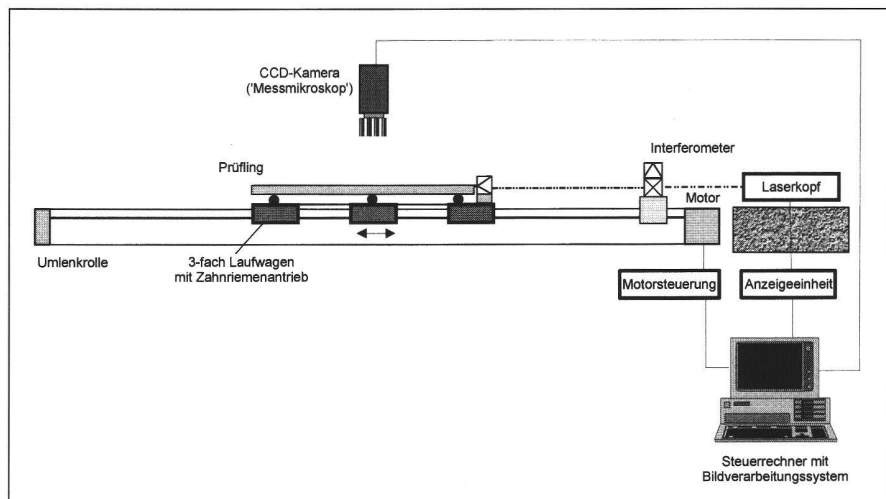 CCD-Kamera
('Messmikroskop')
Interferometer
Prüfling
Laserkopf
Motor
Umlenkrolle
3-fach Laufwagen
mit Zahnriemenantrieb
Motorsteuerung
Anzeigeeinheit
Steuerrechner mit
Bildverarbeitungssystem